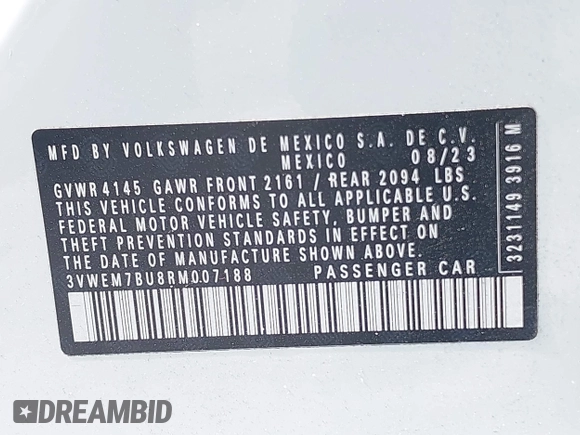 MFD BY VOLKSWAGEN DE MEXICO S.A. DE C.V.
MEXICO 08/23
GVWR 4145 GAWR FRONT 2161 / REAR 2094 LBS
THIS VEHICLE CONFORMS TO ALL APPLICABLE U.S.
FEDERAL MOTOR VEHICLE SAFETY, BUMPER AND
THEFT PREVENTION STANDARDS IN EFFECT ON
THE DATE OF MANUFACTURE SHOWN ABOVE.
3VWEM7BU8RM007188 PASSENGER CAR
3231149 3916 M
DREAMBID